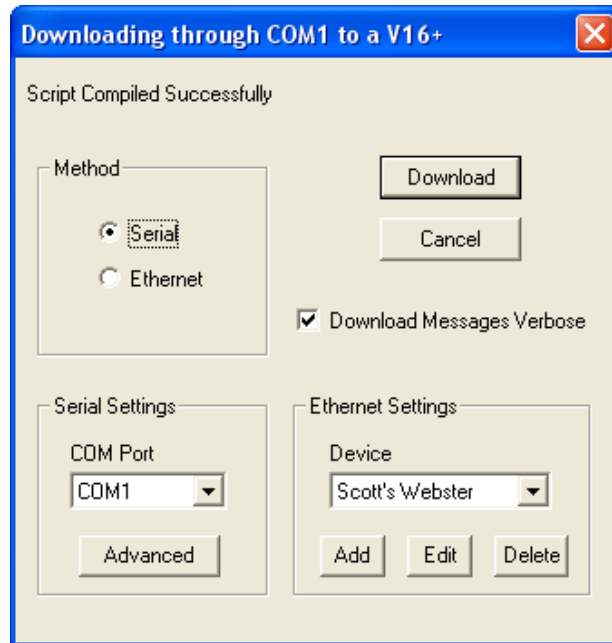 Downloading through COM1 to a V16+
Script Compiled Successfully
Method
Serial
Ethernet
Download
Cancel
Download Messages Verbose
Serial Settings
COM Port
COM1
Advanced
Ethernet Settings
Device
Scott's Webster
Add Edit Delete